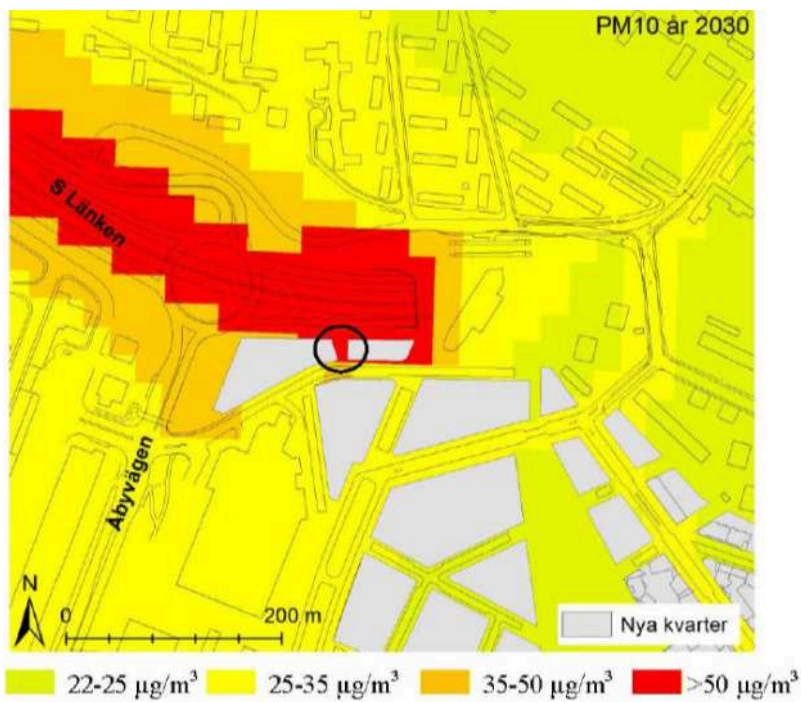 PM10 år 2030
S Länken
Åbyvägen
N
0 200 m
Nya kvarter
22-25 µg/m³ 25-35 µg/m³ 35-50 µg/m³ >50 µg/m³